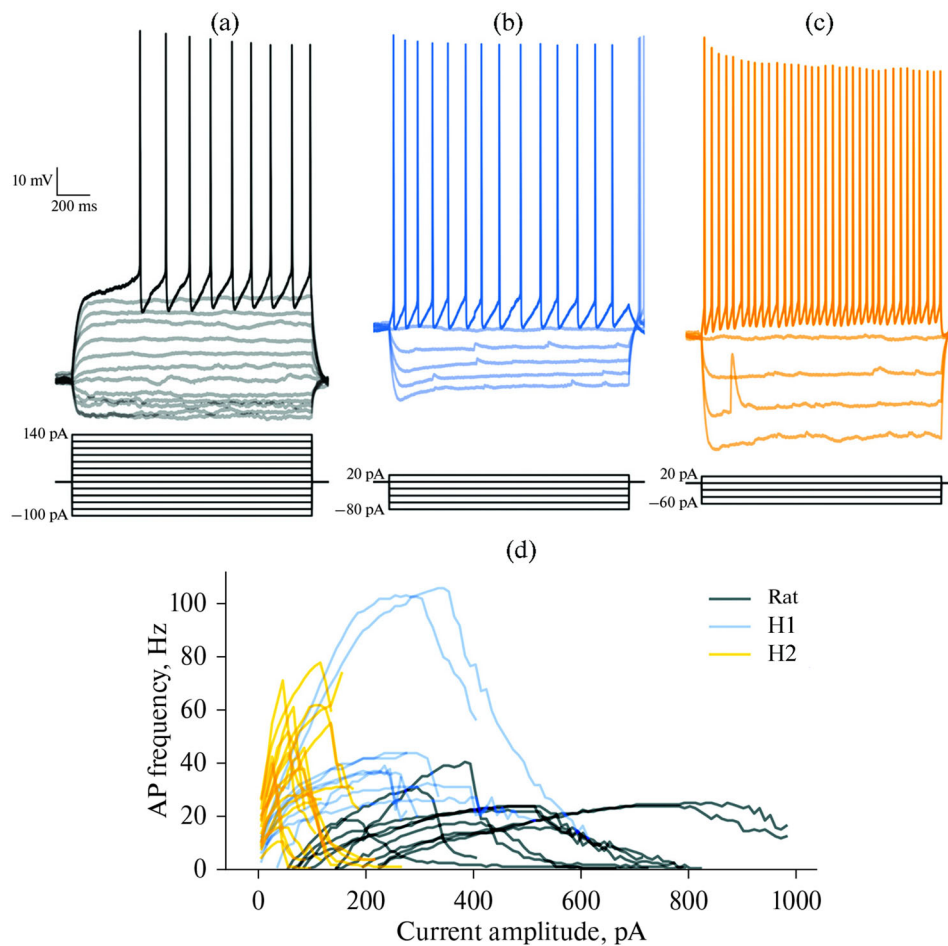 (a)
(b)
(c)
10 mV
200 ms
140 pA
−100 pA
20 pA
−80 pA
20 pA
−60 pA
(d)
AP frequency, Hz
100
80
60
40
20
0
0 200 400 600 800 1000
Current amplitude, pA
Rat
H1
H2